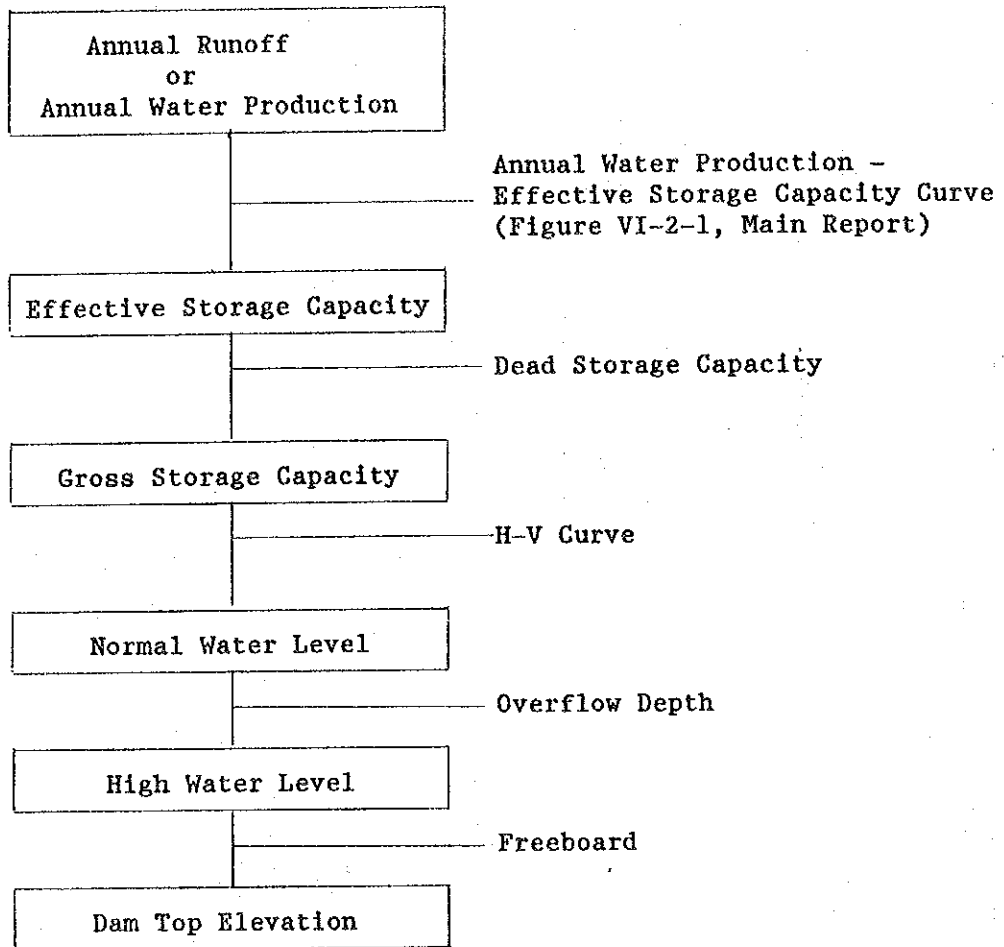 Annual Runoff
or
Annual Water Production
Annual Water Production –
Effective Storage Capacity Curve
(Figure VI-2-1, Main Report)
Effective Storage Capacity
Dead Storage Capacity
Gross Storage Capacity
H-V Curve
Normal Water Level
Overflow Depth
High Water Level
Freeboard
Dam Top Elevation